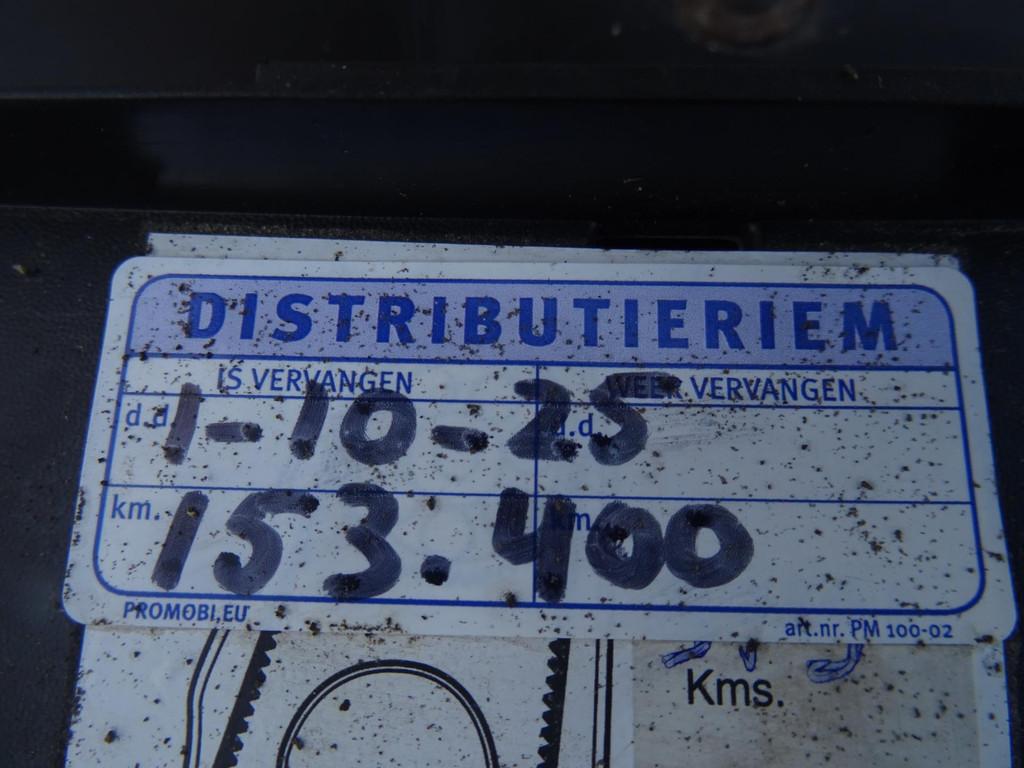 DISTRIBUTIERIEM
IS VERVANGEN WEER VERVANGEN
d.d. 1-10-25 d.d.
km. 153.400 km.
PROMOBI.EU art.nr. PM 100-02
Kms.